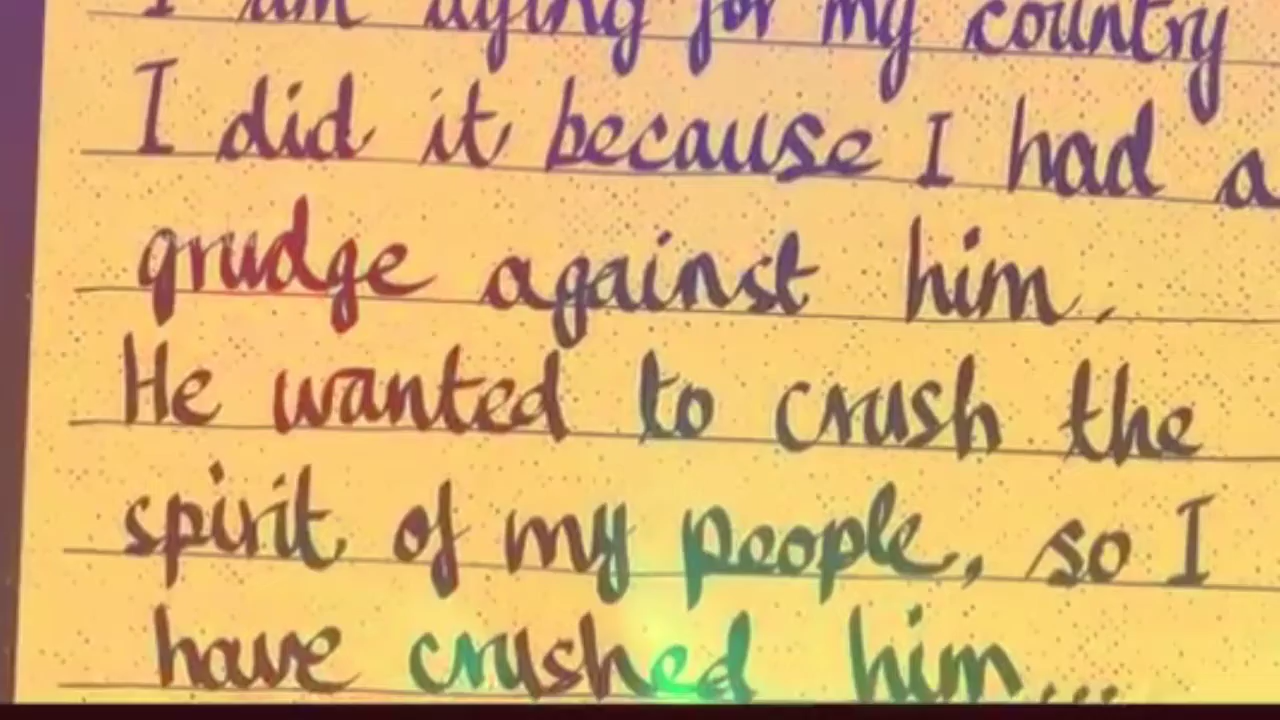 I am dying for my country
I did it because I had a
grudge against him.
He wanted to crush the
spirit of my people, so I
have crushed him...